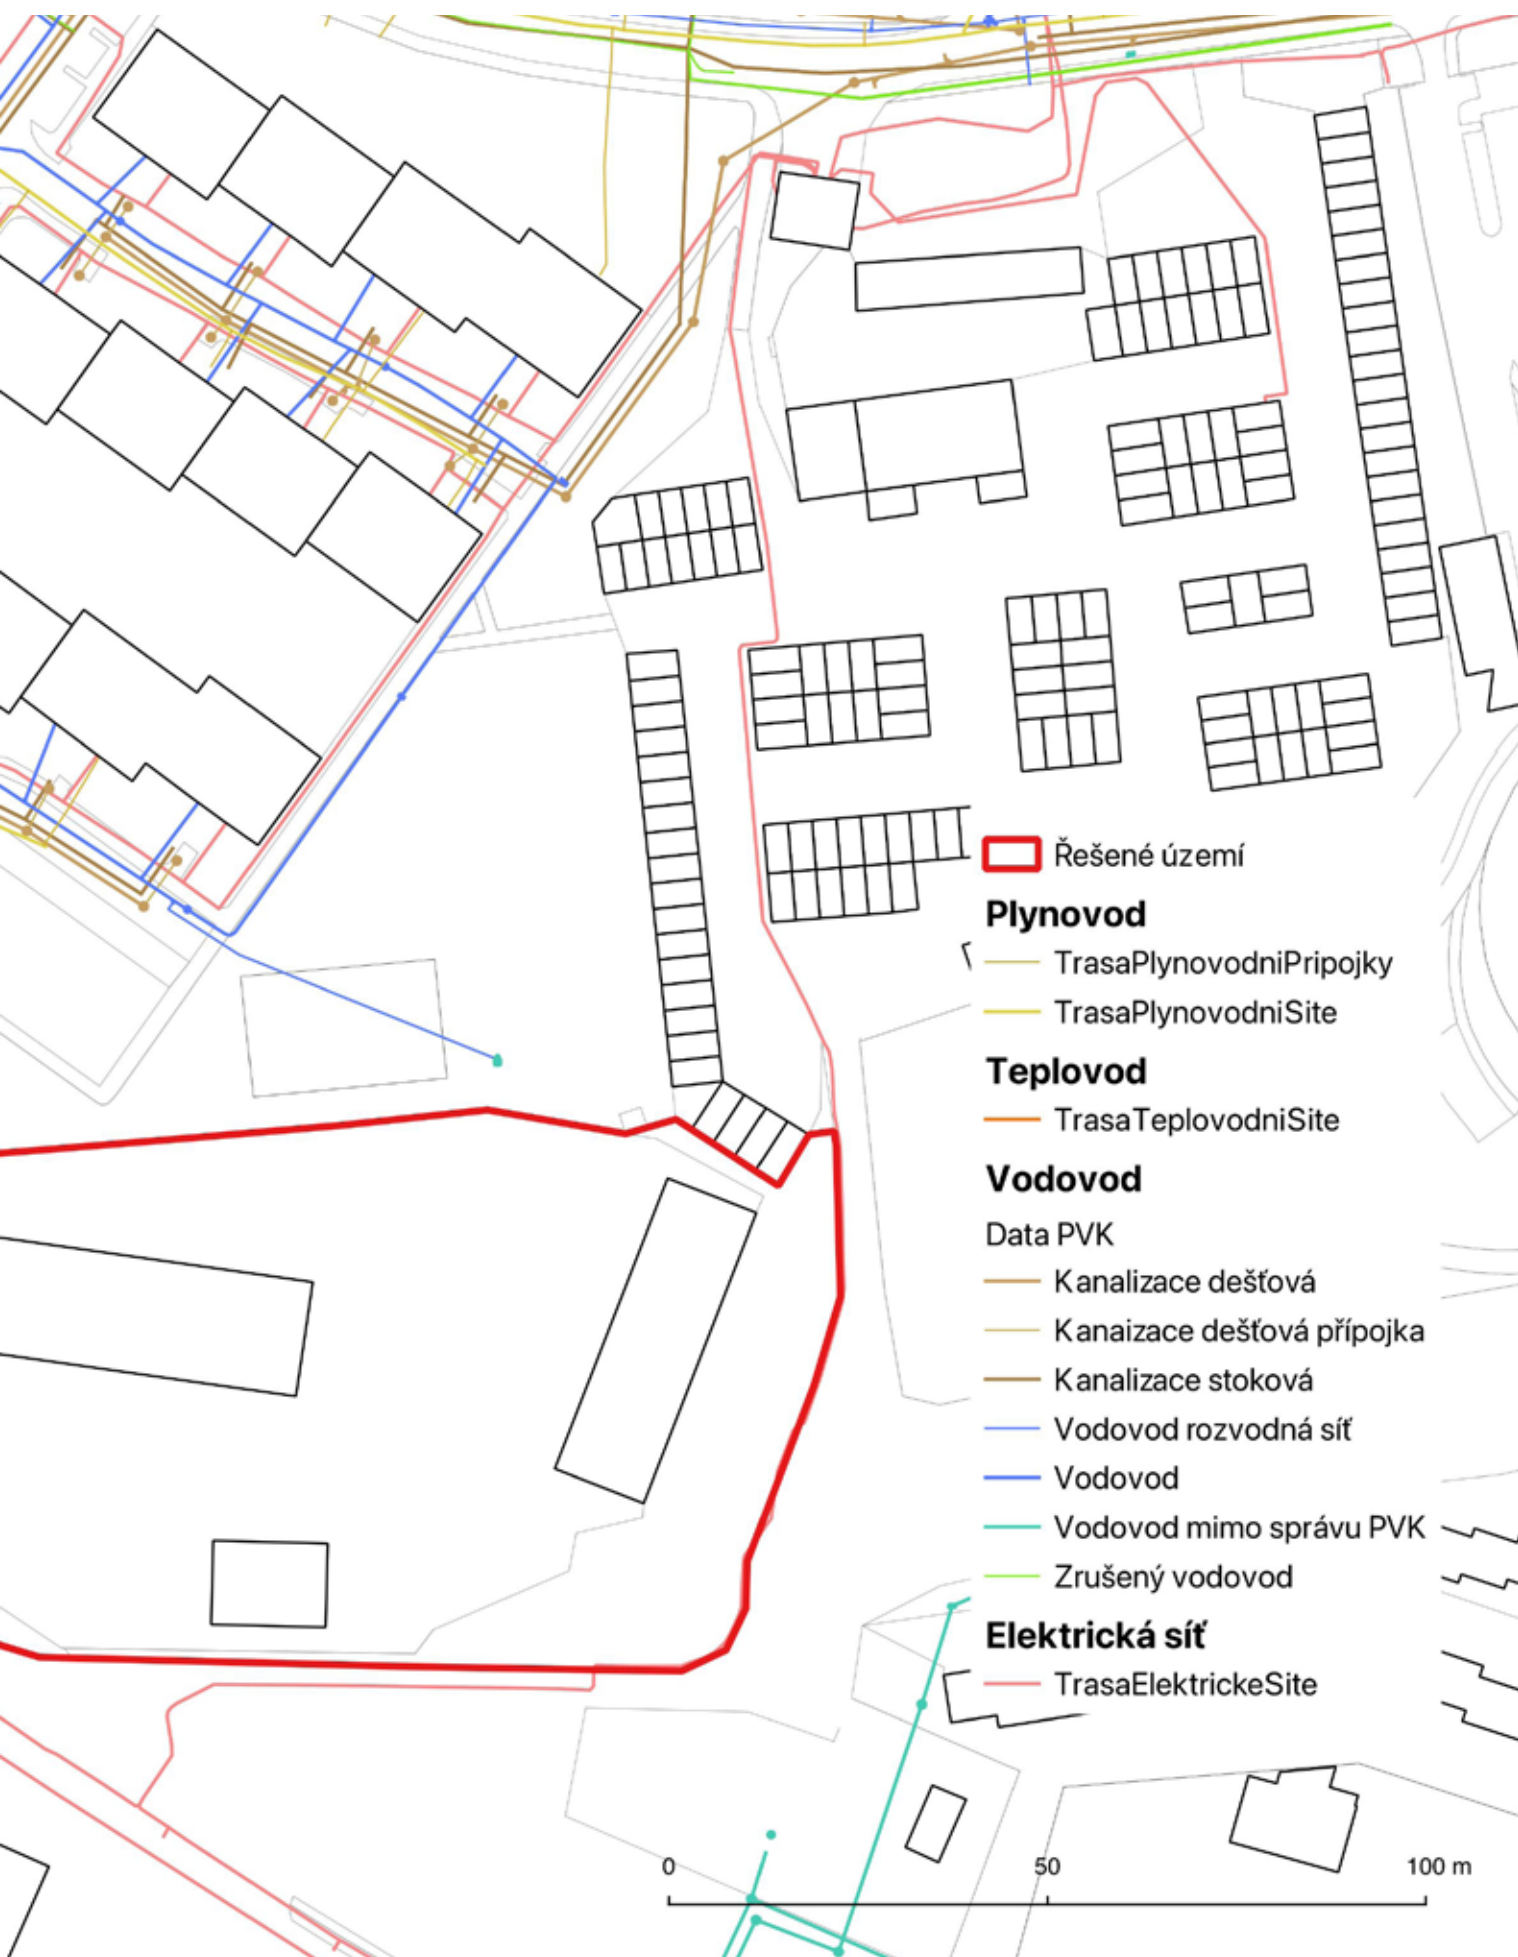 Řešené území
Plynovod
TrasaPlynovodniPripojky
TrasaPlynovodniSite
Teplovod
TrasaTeplovodniSite
Vodovod
Data PVK
Kanalizace dešťová
Kanaizace dešťová přípojka
Kanalizace stoková
Vodovod rozvodná síť
Vodovod
Vodovod mimo správu PVK
Zrušený vodovod
Elektrická síť
TrasaElektrickeSite
0 50 100 m